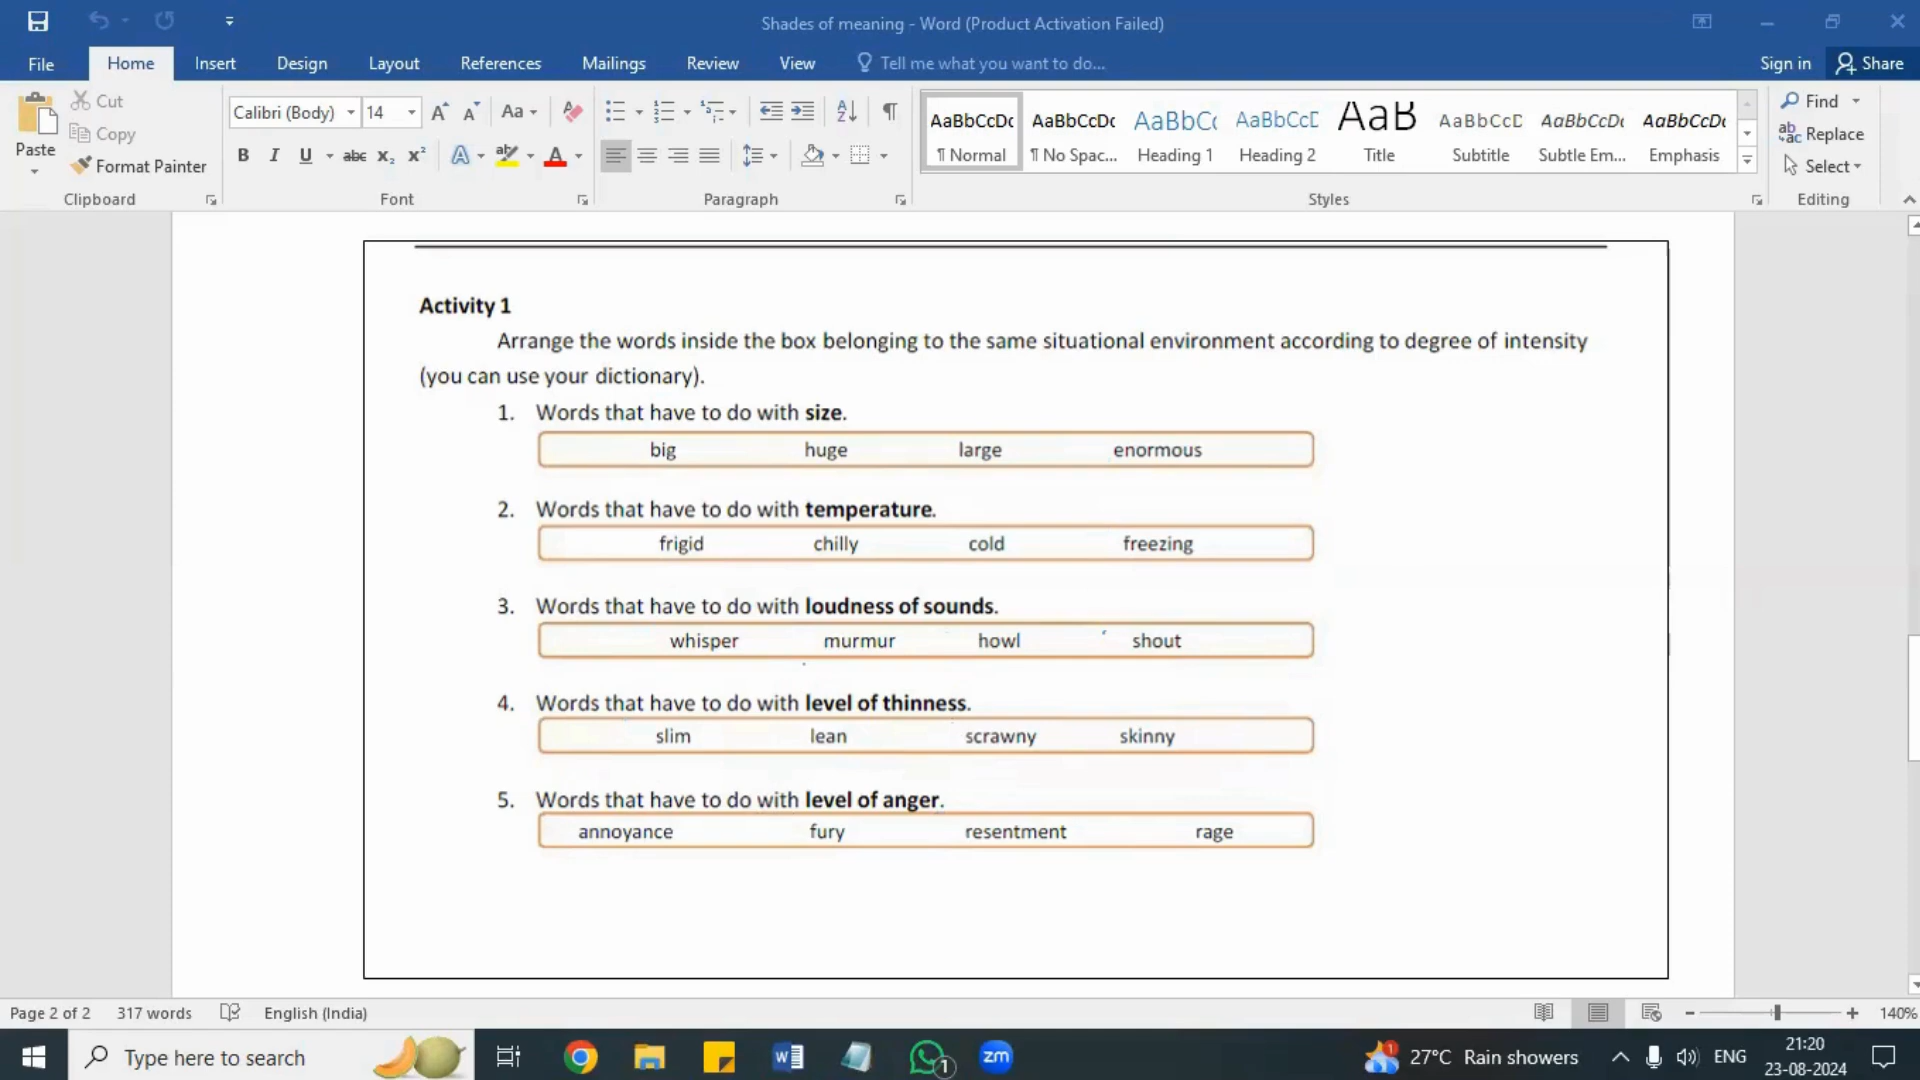 Shades of meaning - Word (Product Activation Failed)
File Home Insert Design Layout References Mailings Review View Tell me what you want to do... Sign in Share
Paste Cut Copy Format Painter
Calibri (Body) 14 Aa
B I U abc X₂ X² A ab A
AaBbCcDc AaBbCcDc AaBbCc AaBbCcD AaB AaBbCcD AaBbCcDc AaBbCcDc
¶ Normal ¶ No Spac... Heading 1 Heading 2 Title Subtitle Subtle Em... Emphasis
Find
Replace
Select
Clipboard Font Paragraph Styles Editing
Activity 1
Arrange the words inside the box belonging to the same situational environment according to degree of intensity
(you can use your dictionary).
1. Words that have to do with size.
big huge large enormous
2. Words that have to do with temperature.
frigid chilly cold freezing
3. Words that have to do with loudness of sounds.
whisper murmur howl shout
4. Words that have to do with level of thinness.
slim lean scrawny skinny
5. Words that have to do with level of anger.
annoyance fury resentment rage
Page 2 of 2 317 words English (India) 140%
Type here to search zm 1 27°C Rain showers ENG 21:20
23-08-2024